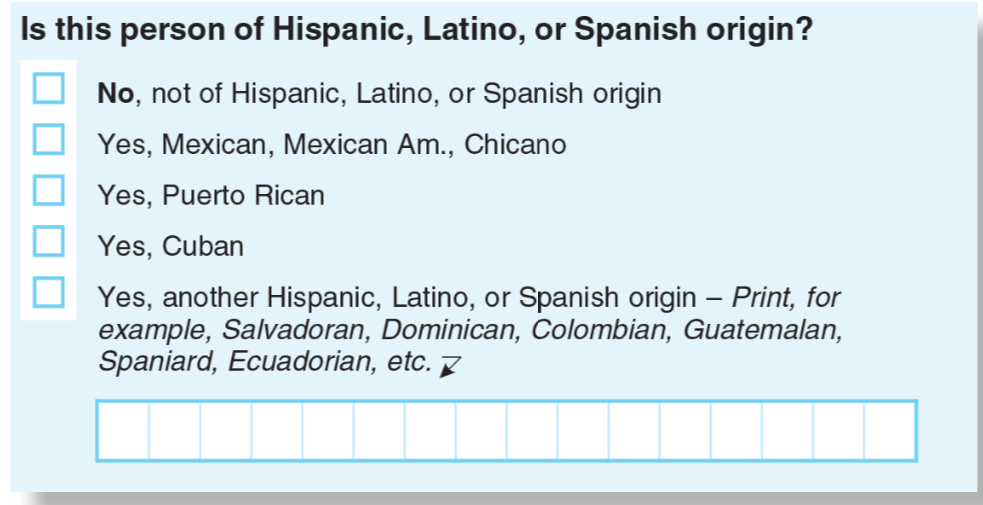 Is this person of Hispanic, Latino, or Spanish origin?
No, not of Hispanic, Latino, or Spanish origin
Yes, Mexican, Mexican Am., Chicano
Yes, Puerto Rican
Yes, Cuban
Yes, another Hispanic, Latino, or Spanish origin – Print, for
example, Salvadoran, Dominican, Colombian, Guatemalan,
Spaniard, Ecuadorian, etc.